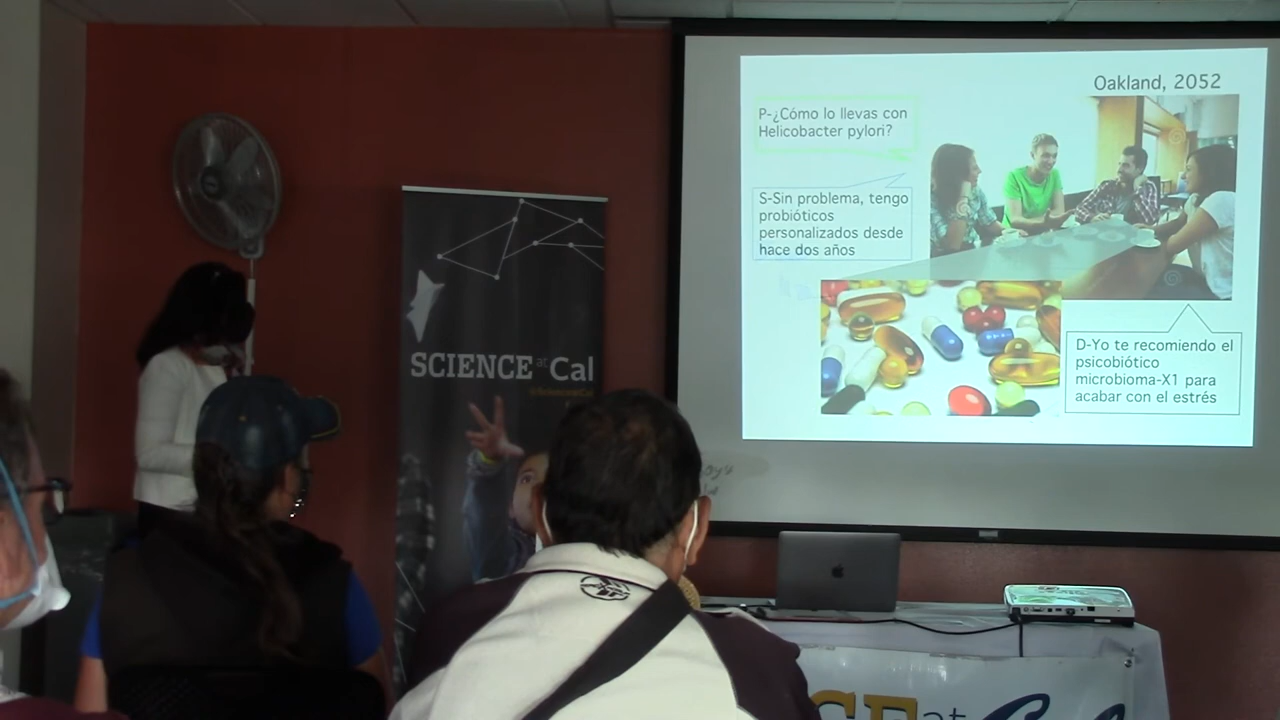 Oakland, 2052
P-¿Cómo lo llevas con
Helicobacter pylori?
S-Sin problema, tengo
probióticos
personalizados desde
hace dos años
D-Yo te recomiendo el
psicobiótico
microbioma-X1 para
acabar con el estrés
SCIENCE at Cal